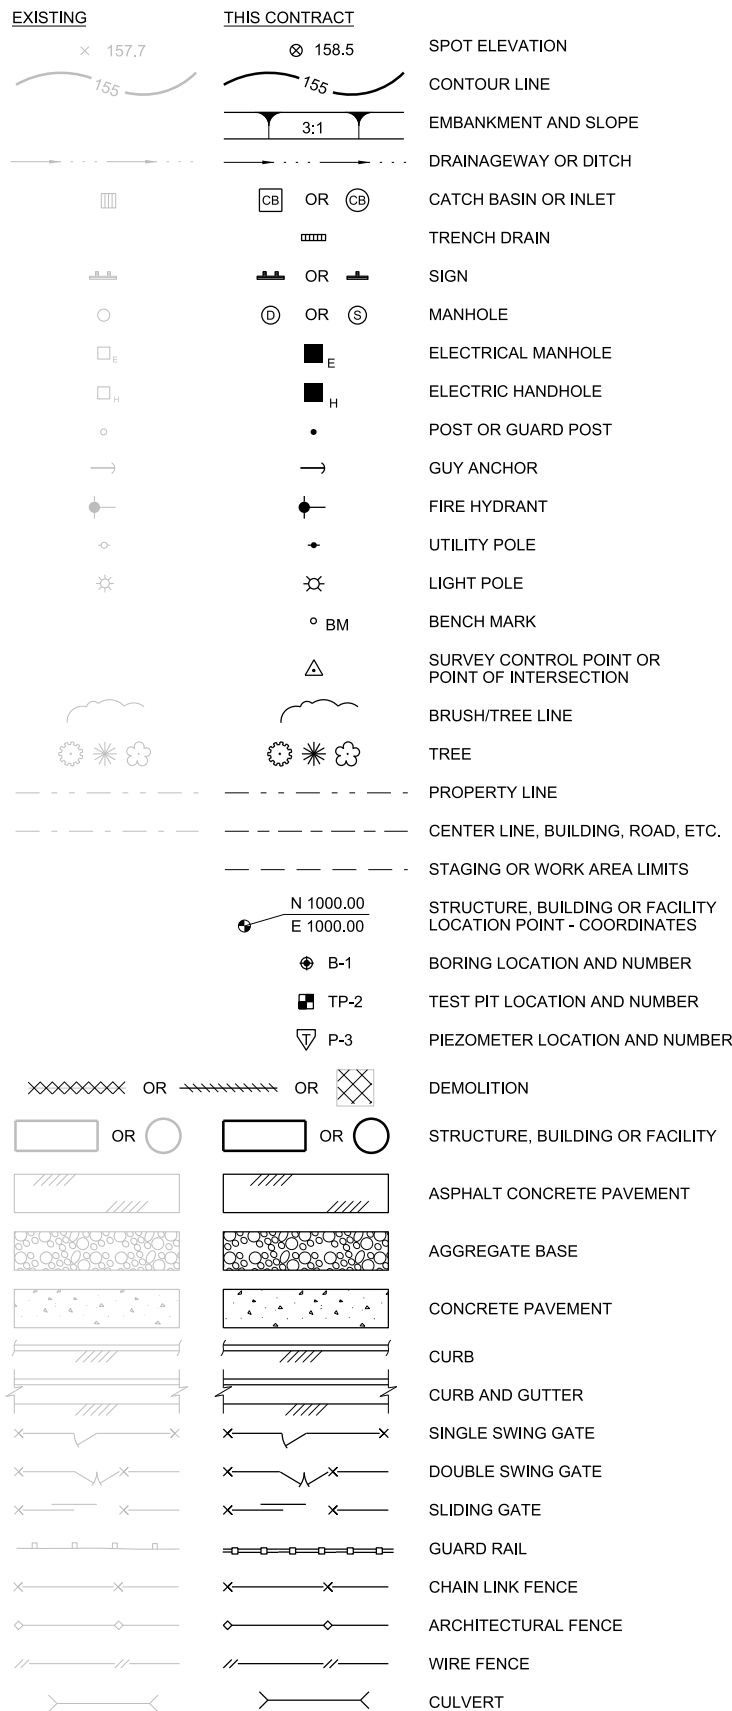 EXISTING THIS CONTRACT
157.7 158.5 SPOT ELEVATION
155 155 CONTOUR LINE
3:1 EMBANKMENT AND SLOPE
DRAINAGEWAY OR DITCH
CB OR CB CATCH BASIN OR INLET
TRENCH DRAIN
OR SIGN
D OR S MANHOLE
E E ELECTRICAL MANHOLE
H H ELECTRIC HANDHOLE
POST OR GUARD POST
GUY ANCHOR
FIRE HYDRANT
UTILITY POLE
LIGHT POLE
BM BENCH MARK
SURVEY CONTROL POINT OR
POINT OF INTERSECTION
BRUSH/TREE LINE
TREE
PROPERTY LINE
CENTER LINE, BUILDING, ROAD, ETC.
STAGING OR WORK AREA LIMITS
N 1000.00 STRUCTURE, BUILDING OR FACILITY
E 1000.00 LOCATION POINT - COORDINATES
B-1 BORING LOCATION AND NUMBER
TP-2 TEST PIT LOCATION AND NUMBER
T P-3 PIEZOMETER LOCATION AND NUMBER
OR OR DEMOLITION
OR OR STRUCTURE, BUILDING OR FACILITY
ASPHALT CONCRETE PAVEMENT
AGGREGATE BASE
CONCRETE PAVEMENT
CURB
CURB AND GUTTER
SINGLE SWING GATE
DOUBLE SWING GATE
SLIDING GATE
GUARD RAIL
CHAIN LINK FENCE
ARCHITECTURAL FENCE
WIRE FENCE
CULVERT